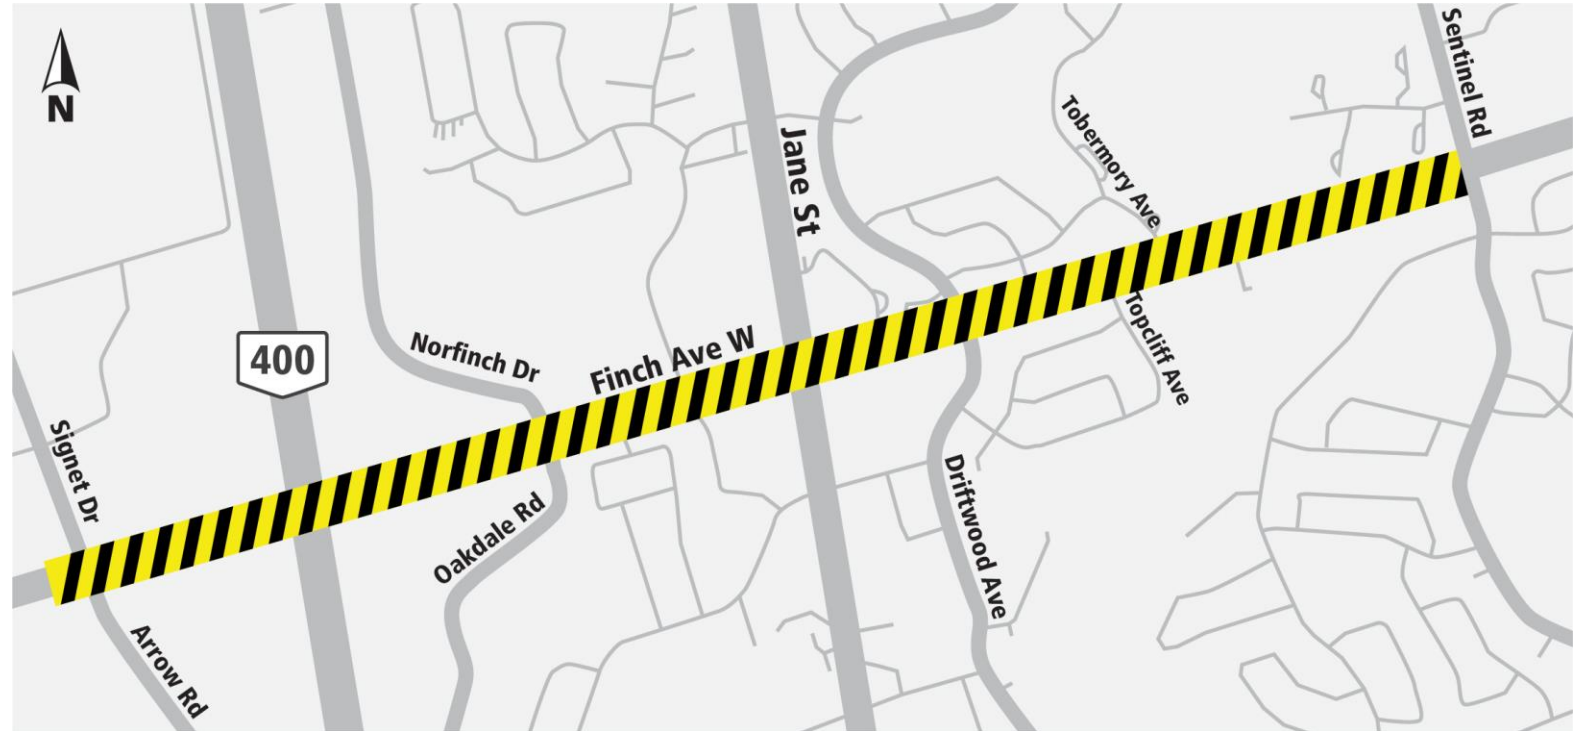 N
Sentinel Rd
Tobermory Ave
Jane St
Topcliff Ave
400
Norfinch Dr
Finch Ave W
Signet Dr
Oakdale Rd
Driftwood Ave
Arrow Rd